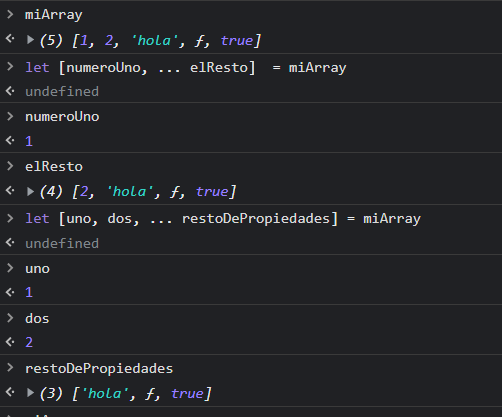 miArray
(5) [1, 2, 'hola', ƒ, true]
let [numeroUno, ... elResto]  = miArray
undefined
numeroUno
1
elResto
(4) [2, 'hola', ƒ, true]
let [uno, dos, ... restoDePropiedades] = miArray
undefined
uno
1
dos
2
restoDePropiedades
(3) ['hola', ƒ, true]